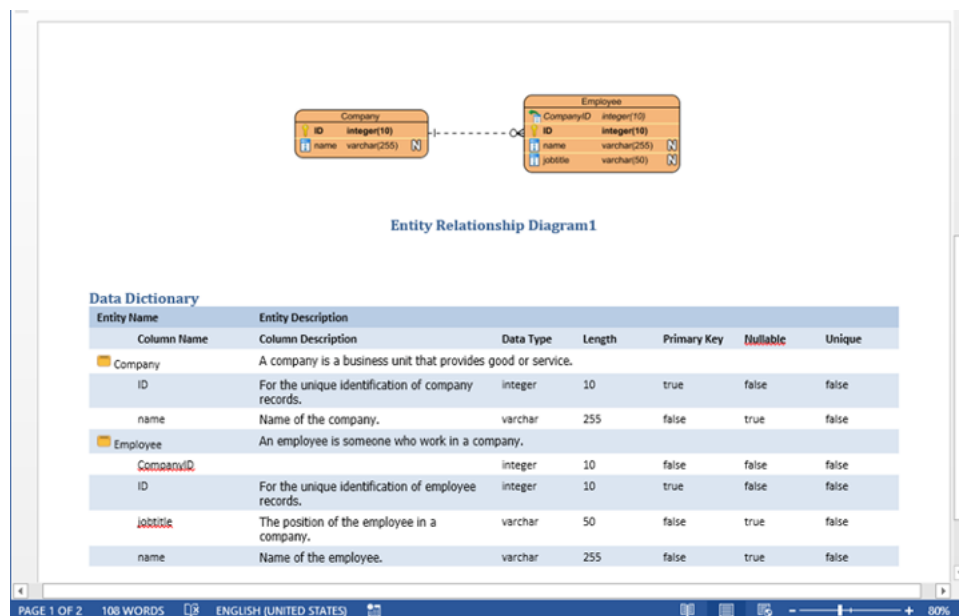 Company
ID integer(10)
name varchar(255) N
Employee
CompanyID integer(10)
ID integer(10)
name varchar(255) N
jobtitle varchar(50) N
Entity Relationship Diagram1
Data Dictionary
Entity Name Entity Description
Column Name Column Description Data Type Length Primary Key Nullable Unique
Company A company is a business unit that provides good or service.
ID For the unique identification of company integer 10 true false false
records.
name Name of the company. varchar 255 false true false
Employee An employee is someone who work in a company.
CompanyID integer 10 false false false
ID For the unique identification of employee integer 10 true false false
records.
jobtitle The position of the employee in a varchar 50 false true false
company.
name Name of the employee. varchar 255 false true false
PAGE 1 OF 2 108 WORDS ENGLISH (UNITED STATES) 80%